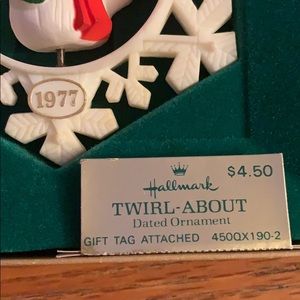 1977
$4.50
Hallmark
TWIRL-ABOUT
Dated Ornament
GIFT TAG ATTACHED 450QX190-2